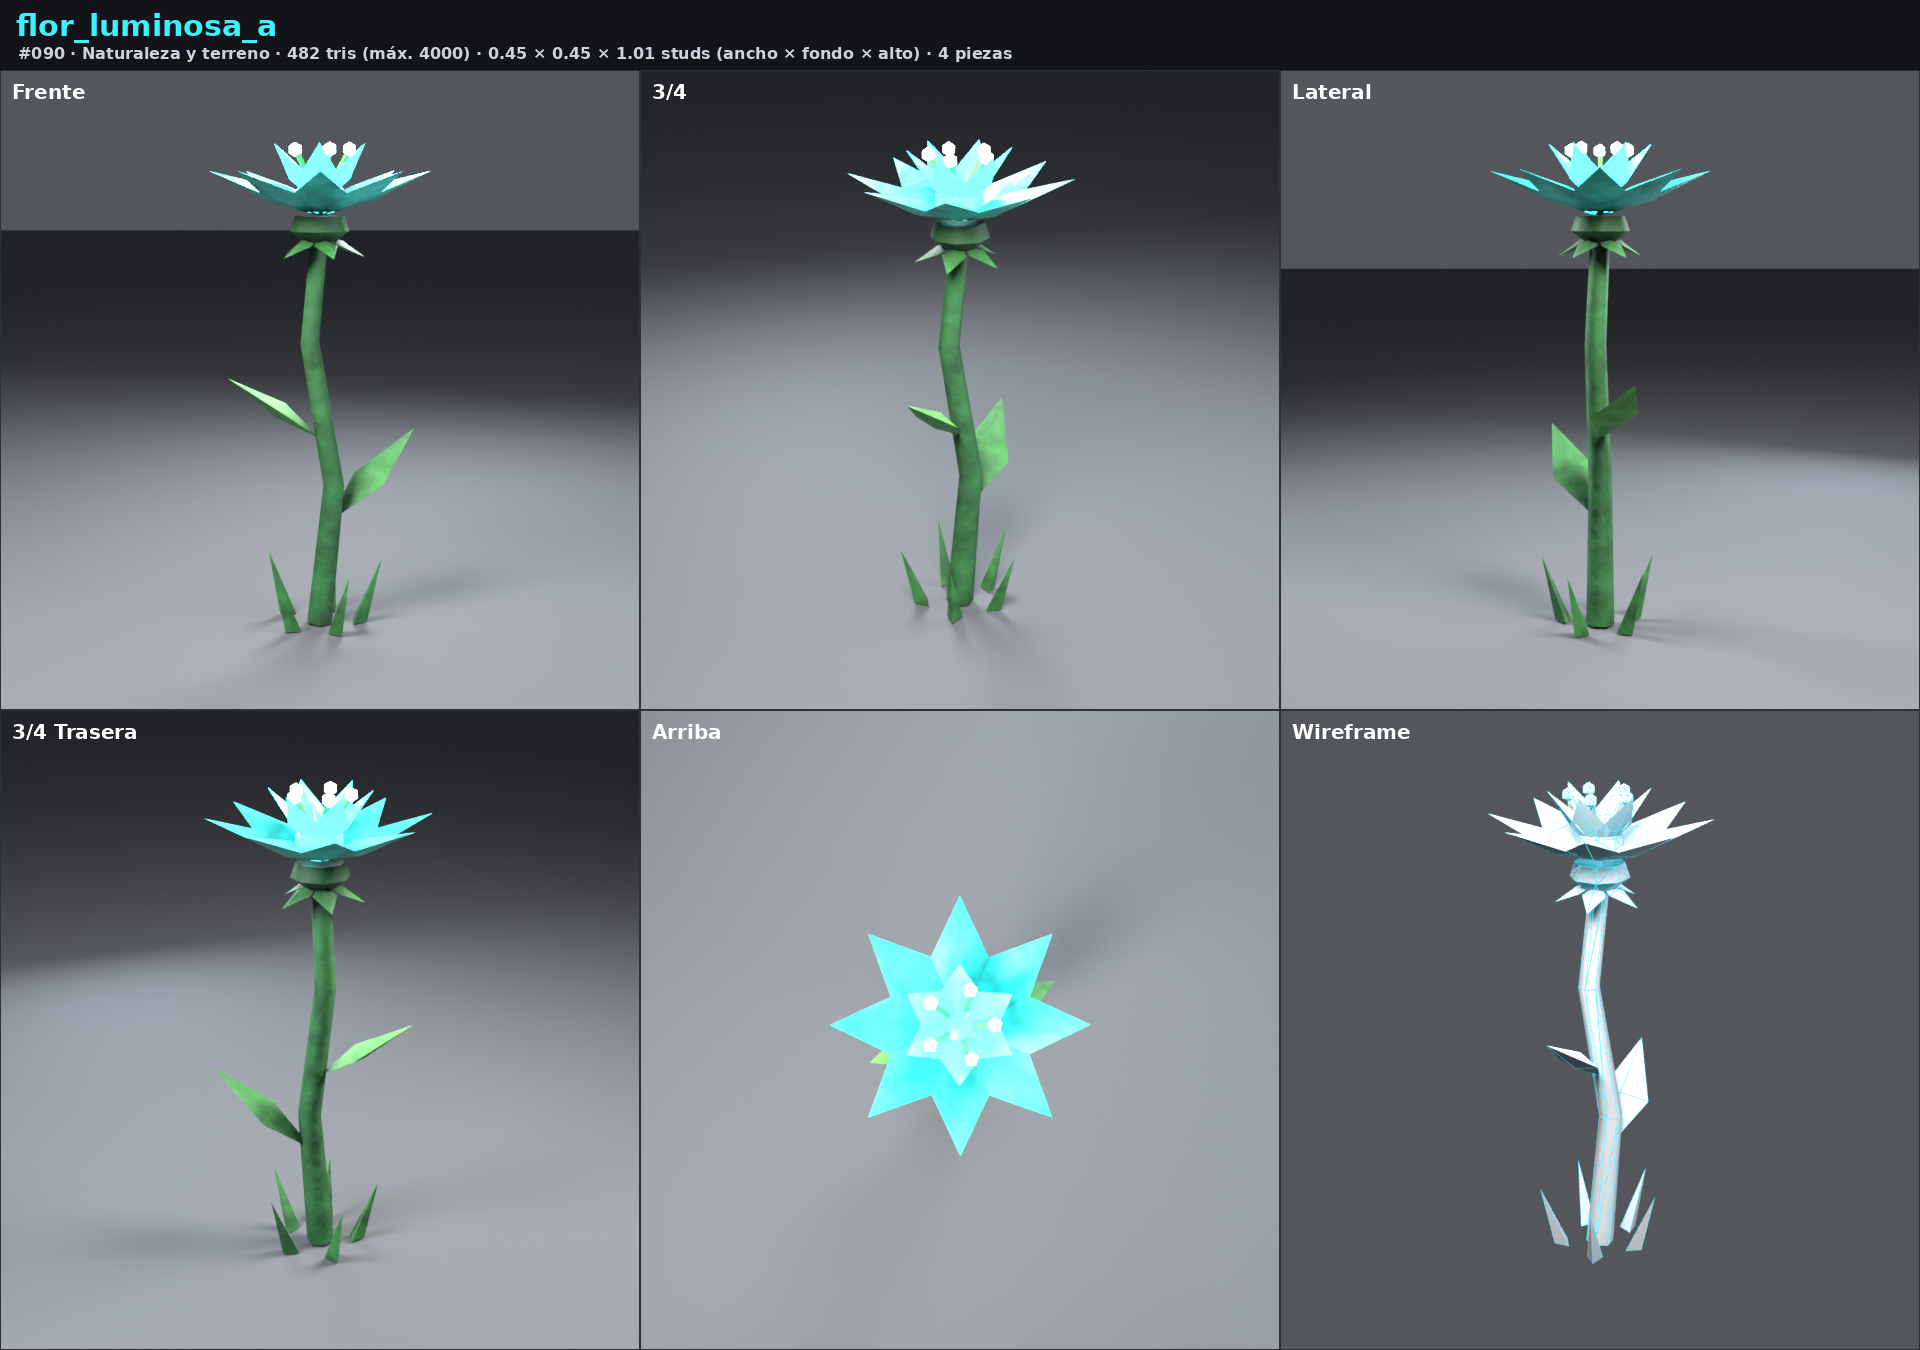 flor_luminosa_a
#090 · Naturaleza y terreno · 482 tris (máx. 4000) · 0.45 × 0.45 × 1.01 studs (ancho × fondo × alto) · 4 piezas
Frente
3/4
Lateral
3/4 Trasera
Arriba
Wireframe